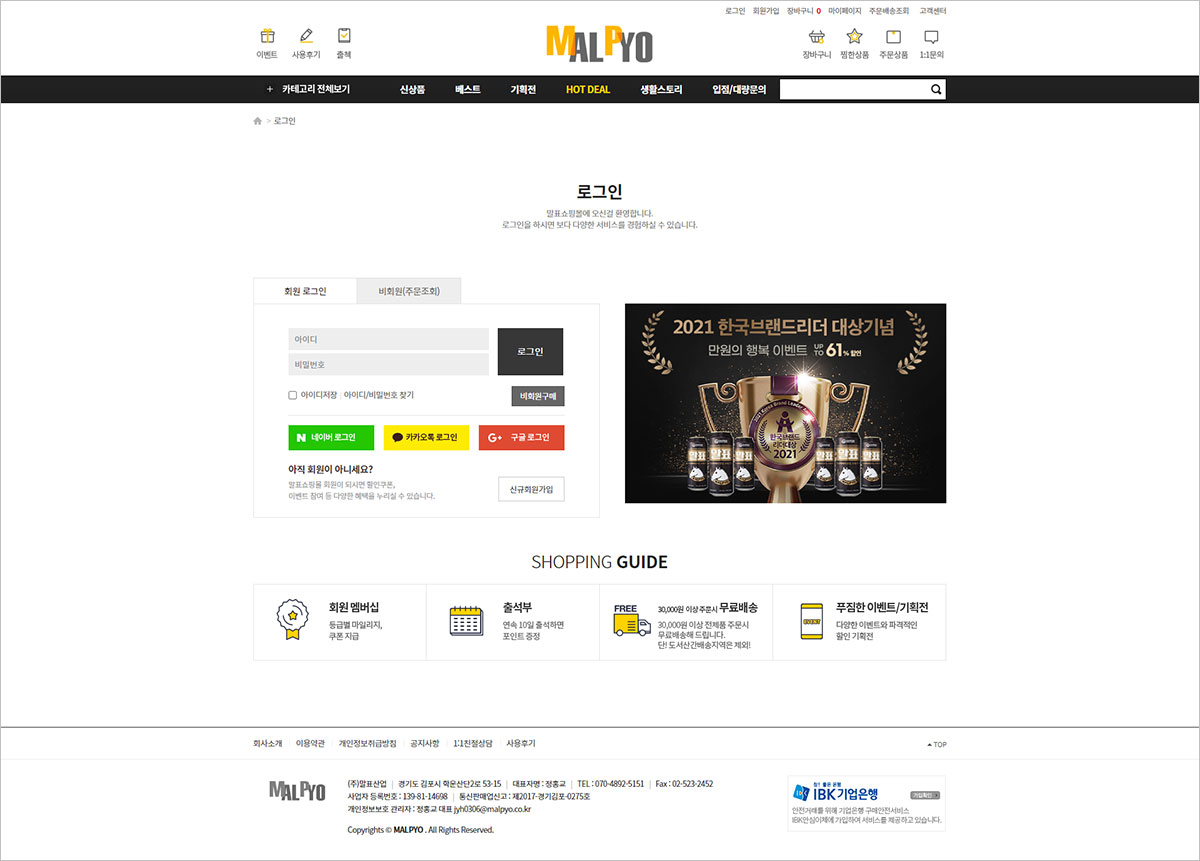 로그인 회원가입 장바구니 0 마이페이지 주문배송조회 고객센터
이벤트 사용후기 출첵
MALPYO
장바구니 찜한상품 주문상품 1:1문의
+ 카테고리 전체보기 신상품 베스트 기획전 HOT DEAL 생활스토리 입점/대량문의
> 로그인
로그인
말표쇼핑몰에 오신걸 환영합니다.
로그인을 하시면 보다 다양한 서비스를 경험하실 수 있습니다.
회원 로그인 비회원(주문조회)
아이디
비밀번호
로그인
아이디저장 | 아이디/비밀번호 찾기
비회원구매
N 네이버 로그인 카카오톡 로그인 G+ 구글 로그인
아직 회원이 아니세요?
말표쇼핑몰 회원이 되시면 할인쿠폰,
이벤트 참여 등 다양한 혜택을 누리실 수 있습니다.
신규회원가입
2021 한국브랜드리더 대상기념
만원의 행복 이벤트 UP TO 61% 할인
2021 Korea Brand Leader
한국브랜드
리더대상
2021
말표 말표
SHOPPING GUIDE
회원 멤버십
등급별 마일리지,
쿠폰 지급
출석부
연속 10일 출석하면
포인트 증정
FREE
30,000원 이상 주문시 무료배송
30,000원 이상 전제품 주문시
무료배송해 드립니다.
단! 도서산간배송지역은 제외!
EVENT
푸짐한 이벤트/기획전
다양한 이벤트와 파격적인
할인 기획전
회사소개 이용약관 개인정보취급방침 공지사항 1:1친절상담 사용후기
TOP
MALPYO
(주)말표산업 | 경기도 김포시 학운산단2로 53-15 | 대표자명 : 정홍교 | TEL : 070-4892-5151 | Fax : 02-523-2452
사업자 등록번호 : 139-81-14698 | 통신판매업신고 : 제2017-경기김포-0275호
개인정보보호 관리자 : 정홍교 대표 jyh0306@malpyo.co.kr
Copyrights © MALPYO . All Rights Reserved.
참! 좋은 은행
IBK기업은행
가입확인
안전거래를 위해 기업은행 구매안전서비스
IBK안심이체에 가입하여 서비스를 제공하고 있습니다.